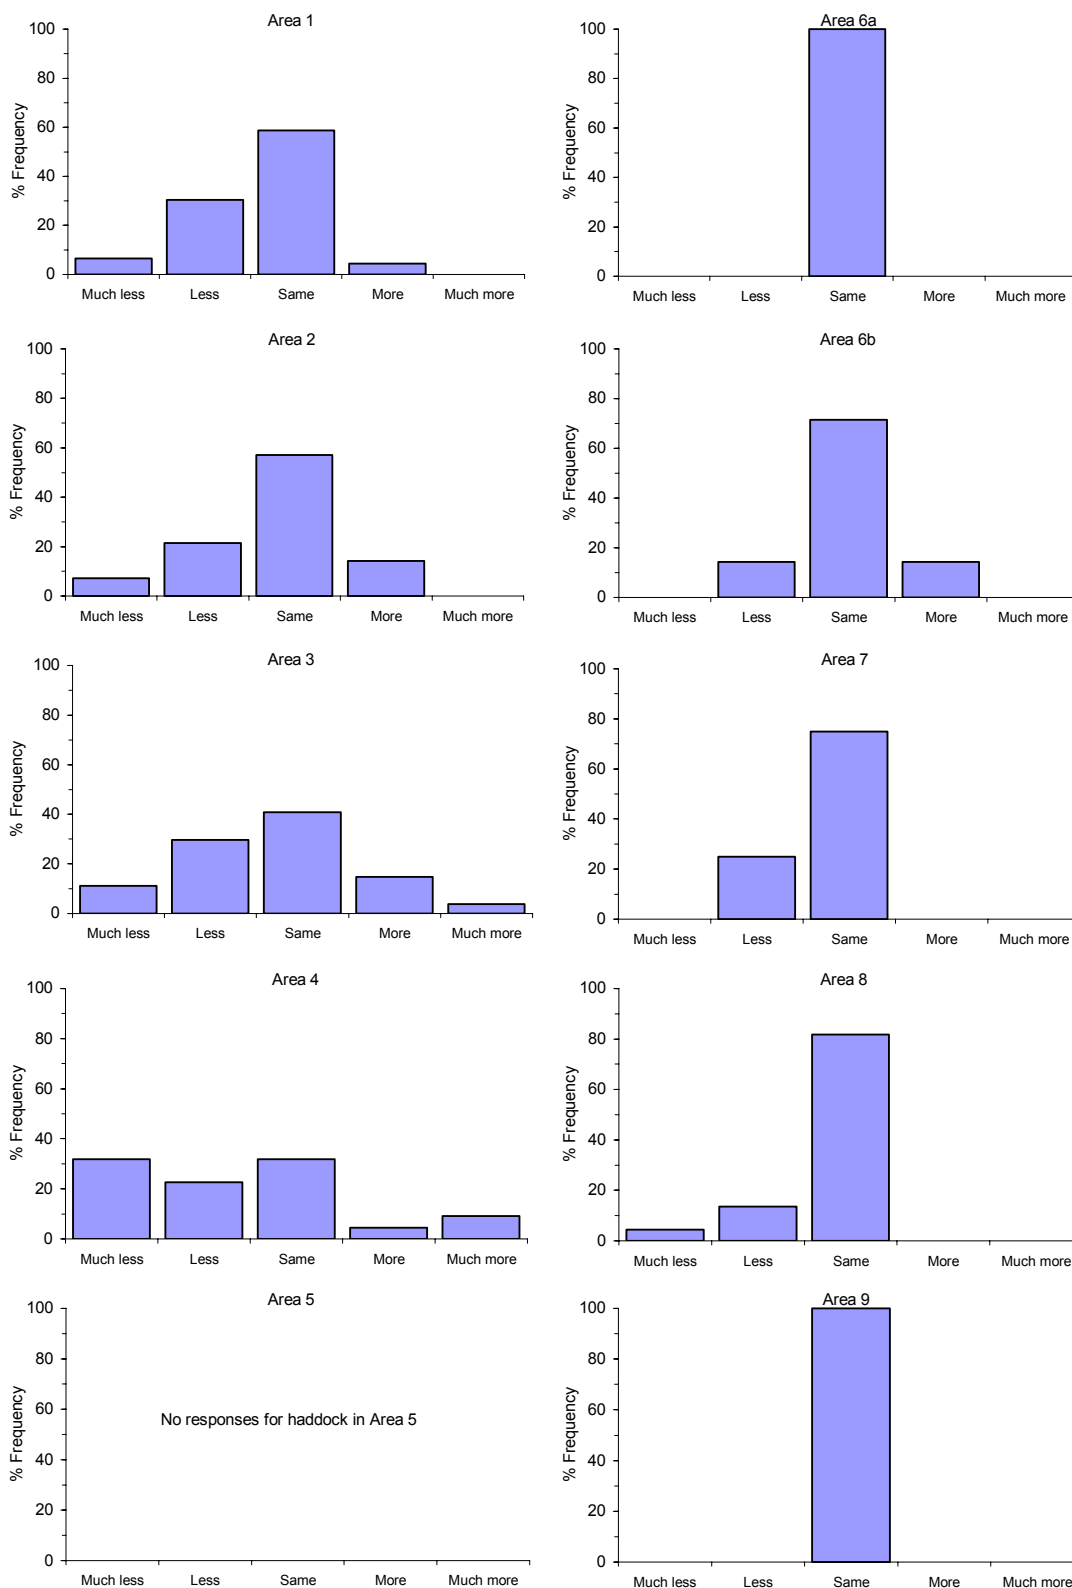 Area 1
% Frequency
100
80
60
40
20
0
Much less Less Same More Much more
Area 6a
% Frequency
100
80
60
40
20
0
Much less Less Same More Much more
Area 2
% Frequency
100
80
60
40
20
0
Much less Less Same More Much more
Area 6b
% Frequency
100
80
60
40
20
0
Much less Less Same More Much more
Area 3
% Frequency
100
80
60
40
20
0
Much less Less Same More Much more
Area 7
% Frequency
100
80
60
40
20
0
Much less Less Same More Much more
Area 4
% Frequency
100
80
60
40
20
0
Much less Less Same More Much more
Area 8
% Frequency
100
80
60
40
20
0
Much less Less Same More Much more
Area 5
% Frequency
100
80
60
40
20
0
No responses for haddock in Area 5
Much less Less Same More Much more
Area 9
% Frequency
100
80
60
40
20
0
Much less Less Same More Much more